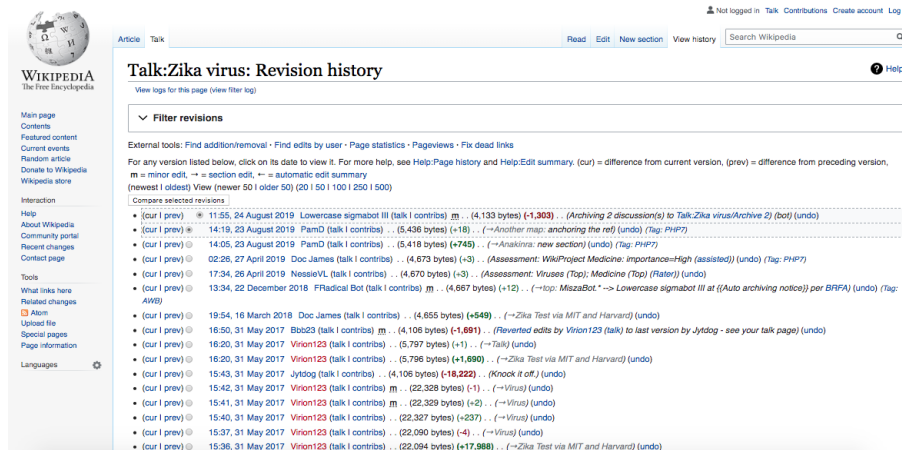 Not logged in Talk Contributions Create account Log
Article Talk Read Edit New section View history Search Wikipedia
WIKIPEDIA
The Free Encyclopedia
Talk:Zika virus: Revision history
Help
View logs for this page (view filter log)
Filter revisions
Main page
Contents
Featured content
Current events
Random article
Donate to Wikipedia
Wikipedia store
Interaction
Help
About Wikipedia
Community portal
Recent changes
Contact page
Tools
What links here
Related changes
Atom
Upload file
Special pages
Page information
Languages
External tools: Find addition/removal · Find edits by user · Page statistics · Pageviews · Fix dead links
For any version listed below, click on its date to view it. For more help, see Help:Page history and Help:Edit summary. (cur) = difference from current version, (prev) = difference from preceding version,
m = minor edit, → = section edit, ← = automatic edit summary
(newest | oldest) View (newer 50 | older 50) (20 | 50 | 100 | 250 | 500)
Compare selected revisions
• (cur | prev) 11:55, 24 August 2019 Lowercase sigmabot III (talk | contribs) m . . (4,133 bytes) (-1,303) . . (Archiving 2 discussion(s) to Talk:Zika virus/Archive 2) (bot) (undo)
• (cur | prev) 14:19, 23 August 2019 PamD (talk | contribs) . . (5,436 bytes) (+18) . . (→Another map: anchoring the ref) (undo) (Tag: PHP7)
• (cur | prev) 14:05, 23 August 2019 PamD (talk | contribs) . . (5,418 bytes) (+745) . . (→Anakinra: new section) (undo) (Tag: PHP7)
• (cur | prev) 02:26, 27 April 2019 Doc James (talk | contribs) . . (4,673 bytes) (+3) . . (Assessment: WikiProject Medicine: importance=High (assisted)) (undo) (Tag: PHP7)
• (cur | prev) 17:34, 26 April 2019 NessieVL (talk | contribs) . . (4,670 bytes) (+3) . . (Assessment: Viruses (Top); Medicine (Top) (Rater)) (undo)
• (cur | prev) 13:34, 22 December 2018 FRadical Bot (talk | contribs) m . . (4,667 bytes) (+12) . . (→top: MiszaBot.* --> Lowercase sigmabot III at {{Auto archiving notice}} per BRFA) (undo) (Tag:
AWB)
• (cur | prev) 19:54, 16 March 2018 Doc James (talk | contribs) . . (4,655 bytes) (+549) . . (→Zika Test via MIT and Harvard) (undo)
• (cur | prev) 16:50, 31 May 2017 Bbb23 (talk | contribs) m . . (4,106 bytes) (-1,691) . . (Reverted edits by Virion123 (talk) to last version by Jytdog - see your talk page) (undo)
• (cur | prev) 16:20, 31 May 2017 Virion123 (talk | contribs) . . (5,797 bytes) (+1) . . (→Talk) (undo)
• (cur | prev) 16:20, 31 May 2017 Virion123 (talk | contribs) . . (5,796 bytes) (+1,690) . . (→Zika Test via MIT and Harvard) (undo)
• (cur | prev) 15:43, 31 May 2017 Jytdog (talk | contribs) . . (4,106 bytes) (-18,222) . . (Knock it off.) (undo)
• (cur | prev) 15:42, 31 May 2017 Virion123 (talk | contribs) m . . (22,328 bytes) (-1) . . (→Virus) (undo)
• (cur | prev) 15:41, 31 May 2017 Virion123 (talk | contribs) m . . (22,329 bytes) (+2) . . (→Virus) (undo)
• (cur | prev) 15:40, 31 May 2017 Virion123 (talk | contribs) . . (22,327 bytes) (+237) . . (→Virus) (undo)
• (cur | prev) 15:37, 31 May 2017 Virion123 (talk | contribs) . . (22,090 bytes) (-4) . . (→Virus) (undo)
• (cur | prev) 15:36, 31 May 2017 Virion123 (talk | contribs) . . (22,094 bytes) (+17,988) . . (→Zika Test via MIT and Harvard) (undo)